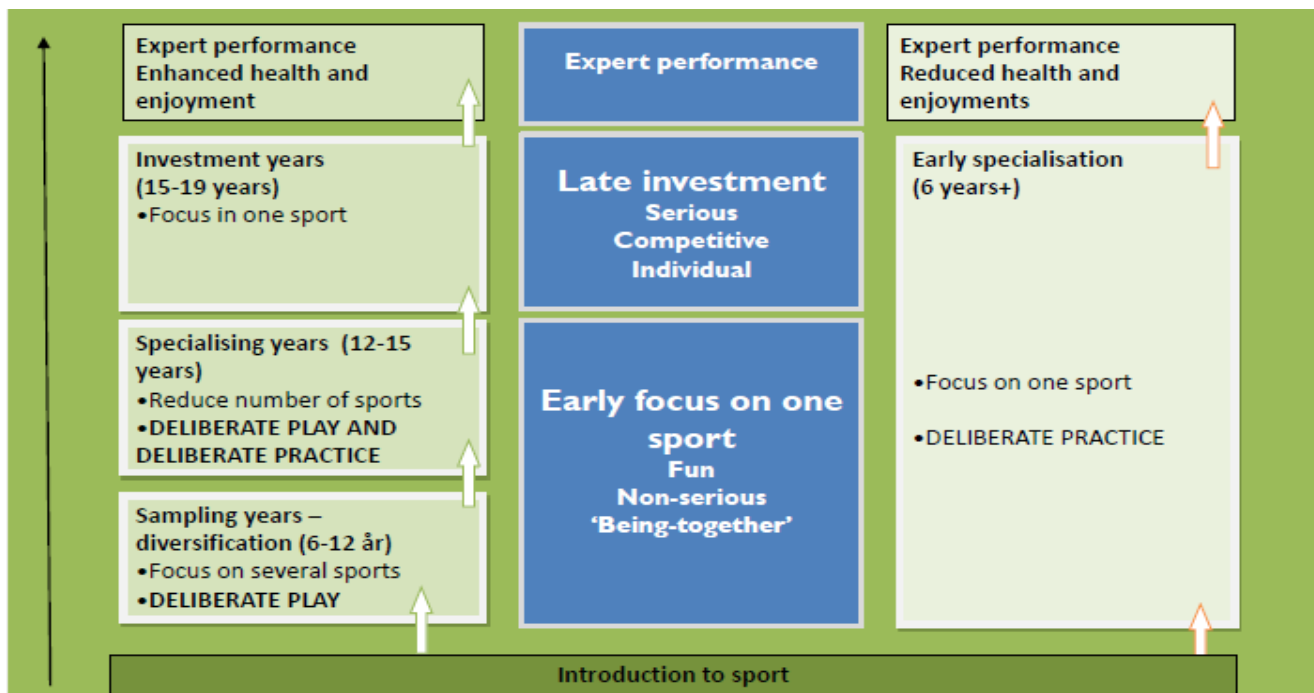 Expert performance
Enhanced health and
enjoyment
Investment years
(15-19 years)
•Focus in one sport
Specialising years (12-15
years)
•Reduce number of sports
•DELIBERATE PLAY AND
DELIBERATE PRACTICE
Sampling years –
diversification (6-12 år)
•Focus on several sports
•DELIBERATE PLAY
Expert performance
Late investment
Serious
Competitive
Individual
Early focus on one
sport
Fun
Non-serious
‘Being-together’
Expert performance
Reduced health and
enjoyments
Early specialisation
(6 years+)
•Focus on one sport
•DELIBERATE PRACTICE
Introduction to sport